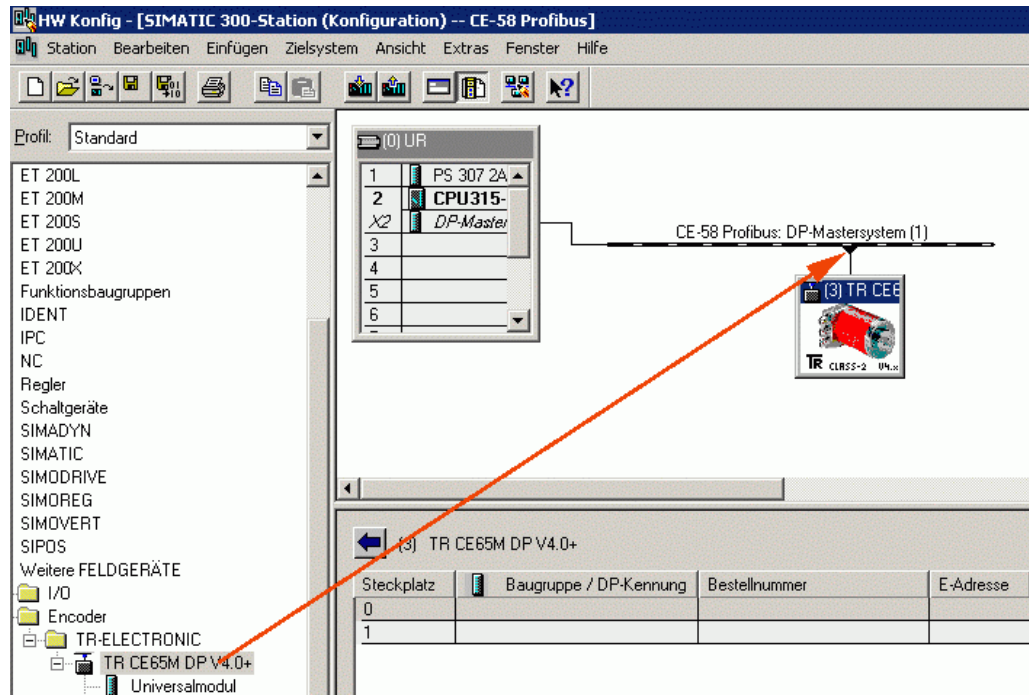 HW Konfig - [SIMATIC 300-Station (Konfiguration) -- CE-58 Profibus]
Station Bearbeiten Einfügen Zielsystem Ansicht Extras Fenster Hilfe
Profil: Standard
ET 200L
ET 200M
ET 200S
ET 200U
ET 200X
Funktionsbaugruppen
IDENT
IPC
NC
Regler
Schaltgeräte
SIMADYN
SIMATIC
SIMODRIVE
SIMOREG
SIMOVERT
SIPOS
Weitere FELDGERÄTE
I/O
Encoder
TR-ELECTRONIC
TR CE65M DP V4.0+
Universalmodul
(0) UR
1 PS 307 2A
2 CPU315-
X2 DP-Master
3
4
5
6
CE-58 Profibus: DP-Mastersystem (1)
(3) TR CE6
TR CLASS-2 V4.x
(3) TR CE65M DP V4.0+
Steckplatz Baugruppe / DP-Kennung Bestellnummer E-Adresse
0
1